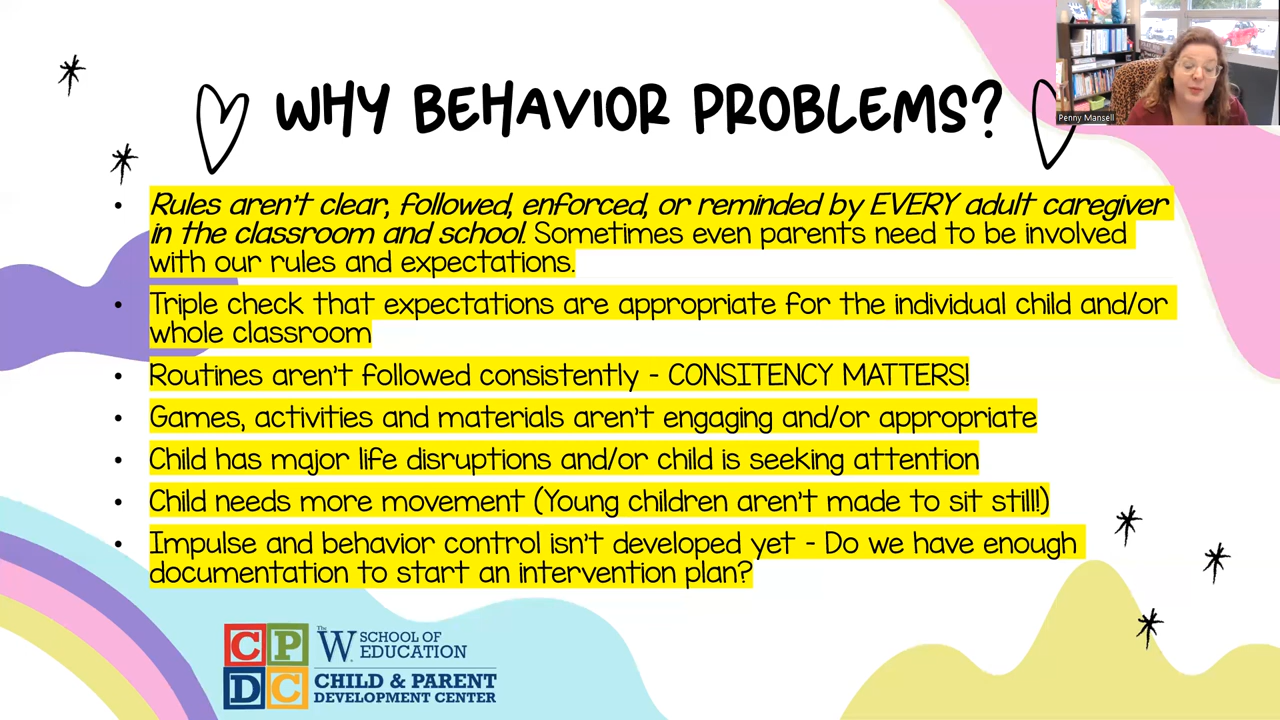 WHY BEHAVIOR PROBLEMS?
Penny Mansell
• Rules aren't clear, followed, enforced, or reminded by EVERY adult caregiver
in the classroom and school. Sometimes even parents need to be involved
with our rules and expectations.
• Triple check that expectations are appropriate for the individual child and/or
whole classroom
• Routines aren't followed consistently - CONSITENCY MATTERS!
• Games, activities and materials aren't engaging and/or appropriate
• Child has major life disruptions and/or child is seeking attention
• Child needs more movement (Young children aren't made to sit still!)
• Impulse and behavior control isn't developed yet - Do we have enough
documentation to start an intervention plan?
CP
DC
The W SCHOOL OF
EDUCATION
CHILD & PARENT
DEVELOPMENT CENTER